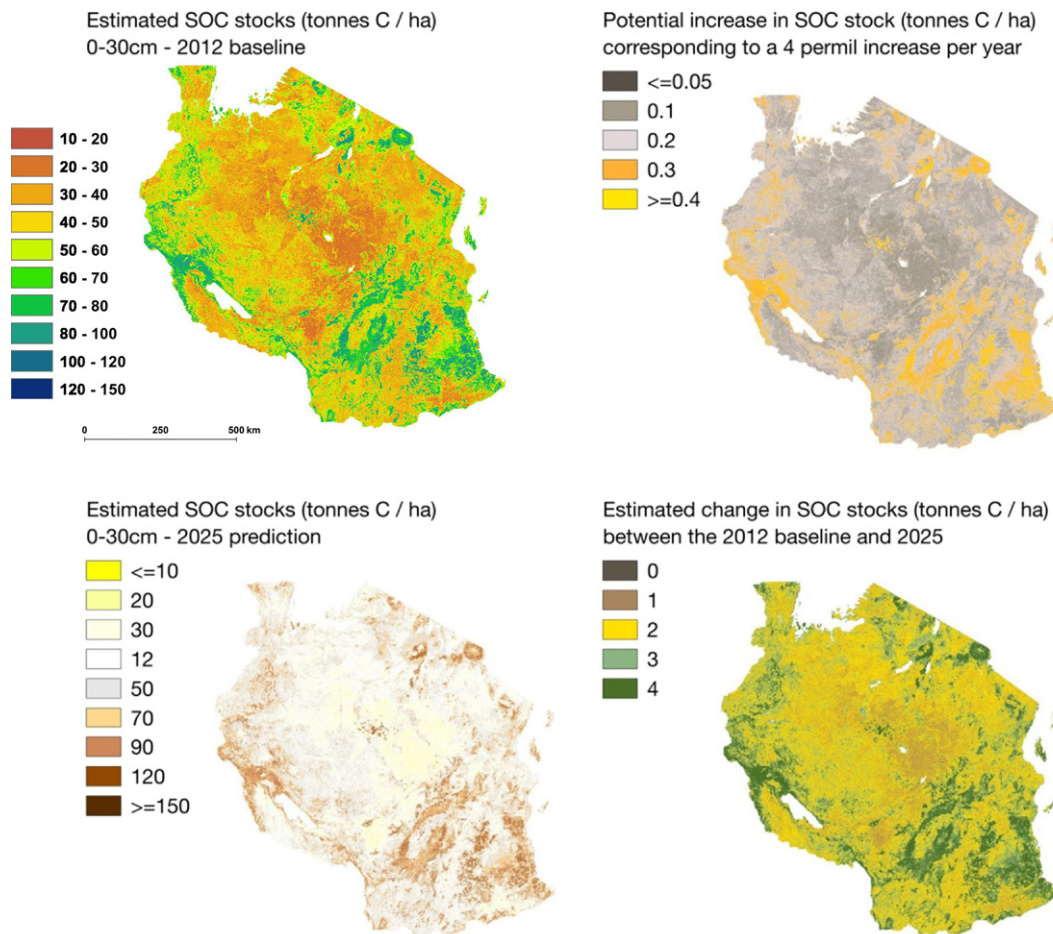 Estimated SOC stocks (tonnes C / ha)
0-30cm - 2012 baseline
10 - 20
20 - 30
30 - 40
40 - 50
50 - 60
60 - 70
70 - 80
80 - 100
100 - 120
120 - 150
0 250 500 km
Potential increase in SOC stock (tonnes C / ha)
corresponding to a 4 permil increase per year
<=0.05
0.1
0.2
0.3
>=0.4
Estimated SOC stocks (tonnes C / ha)
0-30cm - 2025 prediction
<=10
20
30
12
50
70
90
120
>=150
Estimated change in SOC stocks (tonnes C / ha)
between the 2012 baseline and 2025
0
1
2
3
4